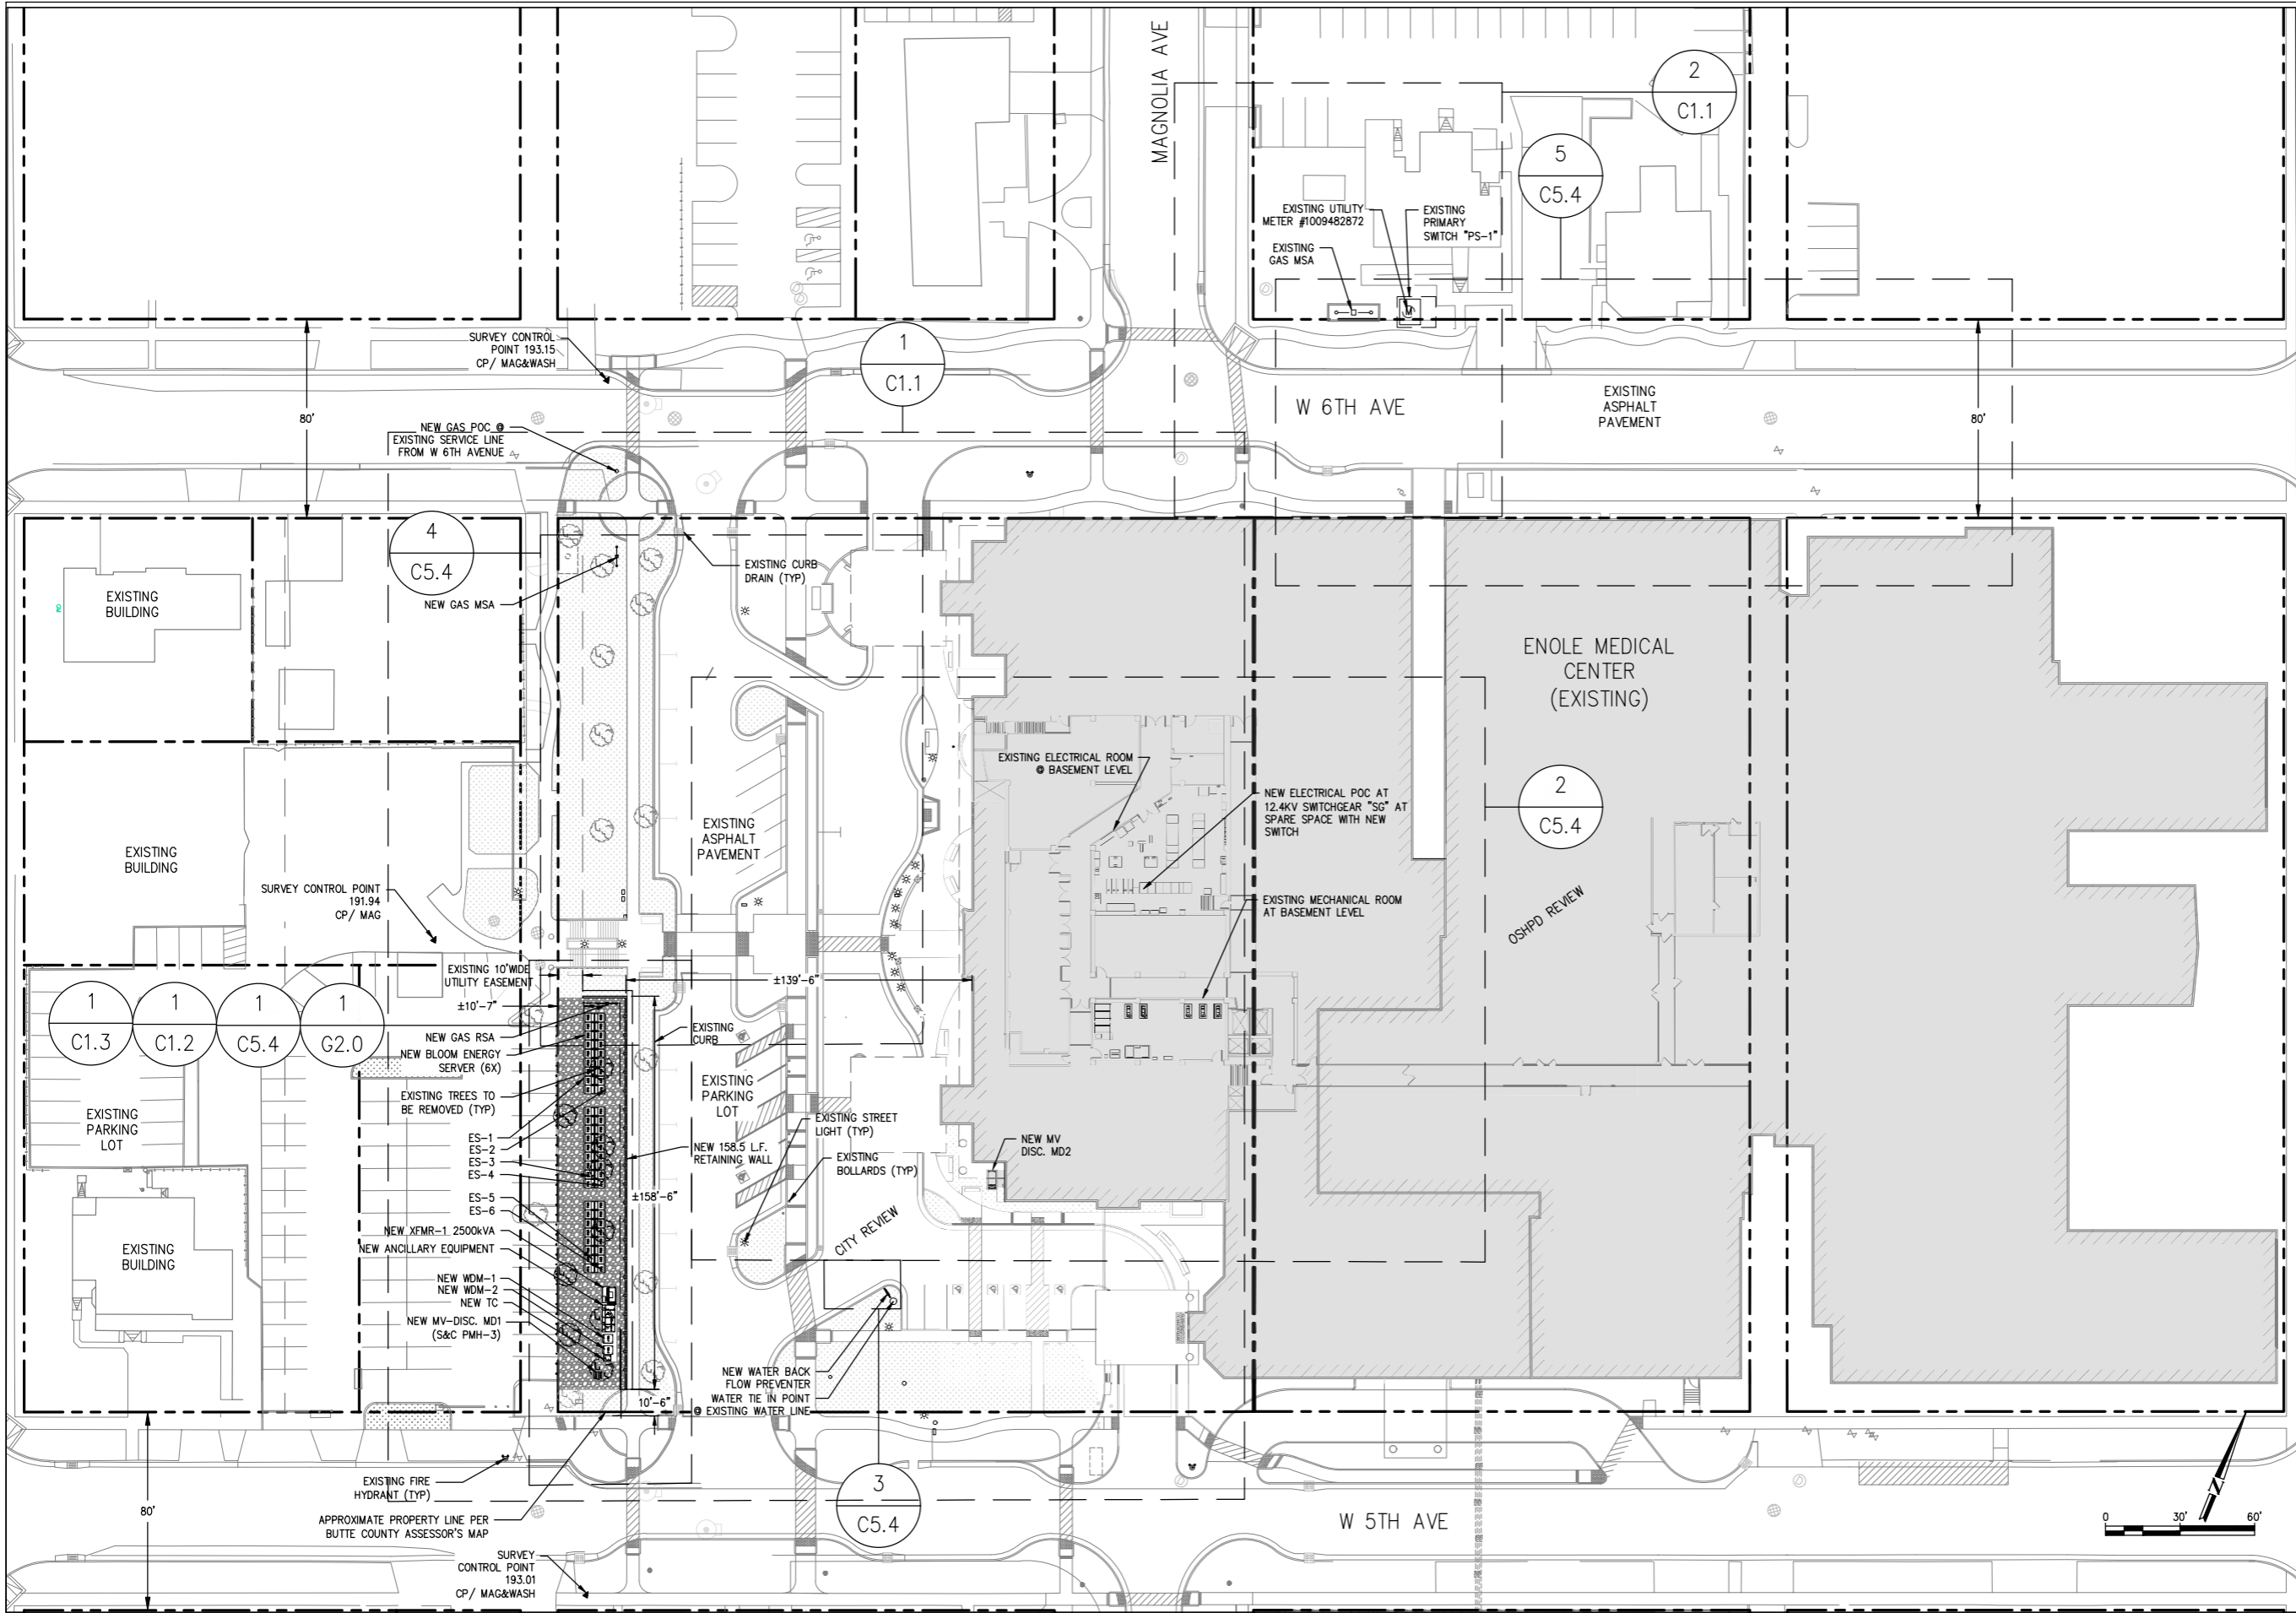 MAGNOLIA AVE
2
C1.1
5
C5.4
EXISTING UTILITY
METER #1009482872
EXISTING
PRIMARY
SWITCH "PS-1"
EXISTING
GAS MSA
M
SURVEY CONTROL
POINT 193.15
CP/ MAG&WASH
1
C1.1
80'
W 6TH AVE
EXISTING
ASPHALT
PAVEMENT
80'
NEW GAS POC @
EXISTING SERVICE LINE
FROM W 6TH AVENUE
4
C5.4
EXISTING CURB
DRAIN (TYP)
NEW GAS MSA
EXISTING
BUILDING
ENOLE MEDICAL
CENTER
(EXISTING)
EXISTING ELECTRICAL ROOM
@ BASEMENT LEVEL
NEW ELECTRICAL POC AT
12.4KV SWITCHGEAR "SG" AT
SPARE SPACE WITH NEW
SWITCH
2
C5.4
EXISTING
ASPHALT
PAVEMENT
EXISTING
BUILDING
SURVEY CONTROL POINT
191.94
CP/ MAG
EXISTING MECHANICAL ROOM
AT BASEMENT LEVEL
OSHPD REVIEW
EXISTING 10'WIDE
UTILITY EASEMENT
±10'-7"
±139'-6"
1
C1.3
1
C1.2
1
C5.4
1
G2.0
NEW GAS RSA
NEW BLOOM ENERGY
SERVER (6X)
EXISTING
CURB
EXISTING TREES TO
BE REMOVED (TYP)
EXISTING
PARKING
LOT
EXISTING
PARKING
LOT
EXISTING STREET
LIGHT (TYP)
ES-1
ES-2
ES-3
ES-4
ES-5
ES-6
NEW 158.5 L.F.
RETAINING WALL
EXISTING
BOLLARDS (TYP)
NEW MV
DISC. MD2
±158'-6"
NEW XFMR-1 2500kVA
NEW ANCILLARY EQUIPMENT
CITY REVIEW
EXISTING
BUILDING
NEW WDM-1
NEW WDM-2
NEW TC
NEW MV-DISC. MD1
(S&C PMH-3)
NEW WATER BACK
FLOW PREVENTER
WATER TIE IN POINT
@ EXISTING WATER LINE
10'-6"
EXISTING FIRE
HYDRANT (TYP)
3
C5.4
80'
APPROXIMATE PROPERTY LINE PER
BUTTE COUNTY ASSESSOR'S MAP
W 5TH AVE
N
0 30' 60'
SURVEY
CONTROL POINT
193.01
CP/ MAG&WASH